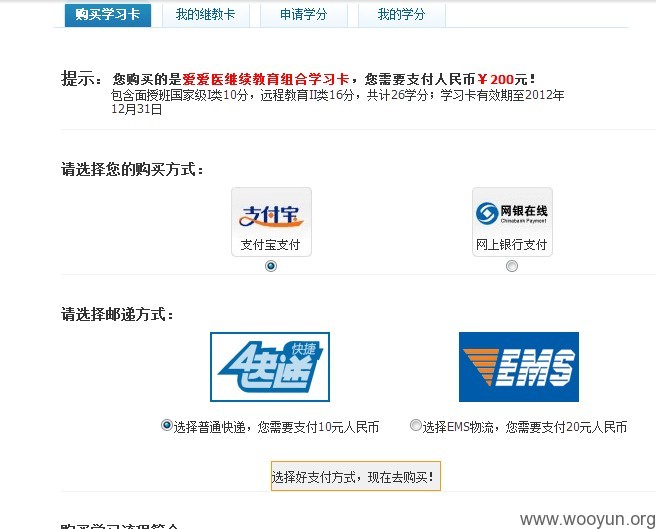 购买学习卡 我的继教卡 申请学分 我的学分
提示：您购买的是爱爱医继续教育组合学习卡，您需要支付人民币￥200元！
包含面授班国家级I类10分，远程教育II类16分，共计26学分；学习卡有效期至2012年
12月31日
请选择您的购买方式：
支付宝 网银在线
Chinabank Payment
支付宝支付 网上银行支付
请选择邮递方式：
快捷
快递 EMS
选择普通快递，您需要支付10元人民币 选择EMS物流，您需要支付20元人民币
选择好支付方式，现在去购买！
购买学习流程简介
www.wooyun.org